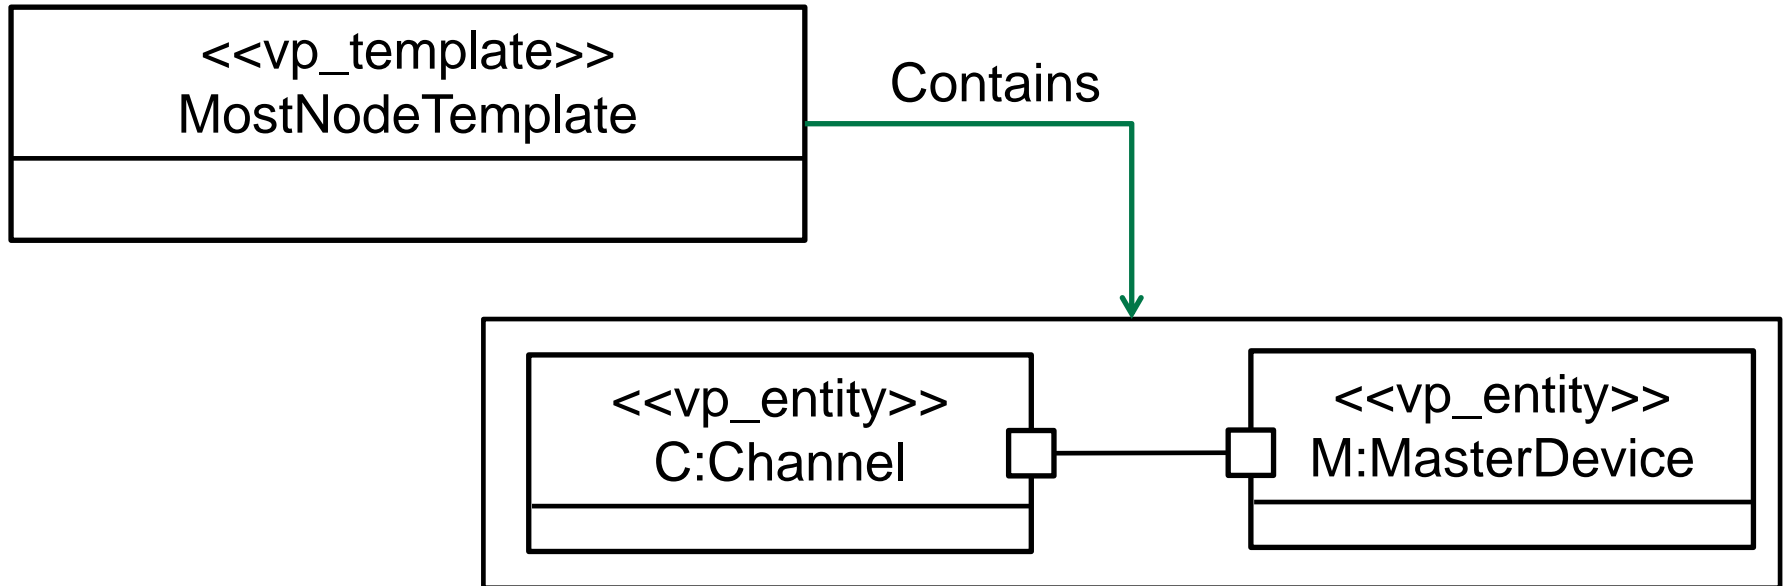 <<vp_template>>
MostNodeTemplate
Contains
<<vp_entity>>
C:Channel
<<vp_entity>>
M:MasterDevice